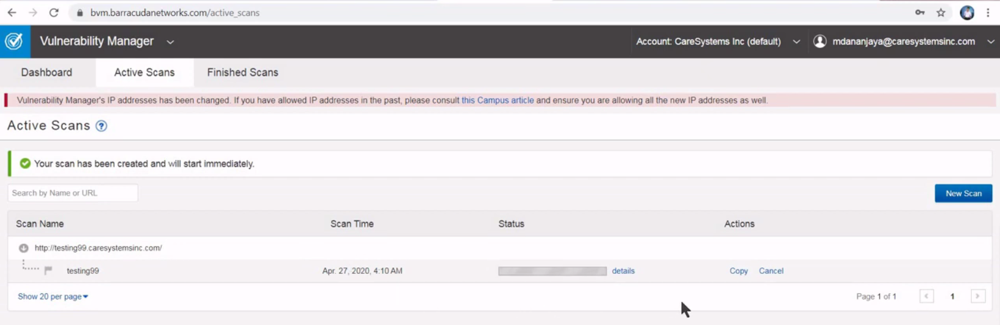 bvm.barracudanetworks.com/active_scans
Vulnerability Manager Account: CareSystems Inc (default) mdananjaya@caresystemsinc.com
Dashboard Active Scans Finished Scans
Vulnerability Manager's IP addresses has been changed. If you have allowed IP addresses in the past, please consult this Campus article and ensure you are allowing all the new IP addresses as well.
Active Scans ?
Your scan has been created and will start immediately.
Search by Name or URL New Scan
Scan Name Scan Time Status Actions
http://testing99.caresystemsinc.com/
testing99 Apr. 27, 2020, 4:10 AM details Copy Cancel
Show 20 per page Page 1 of 1 < 1 >